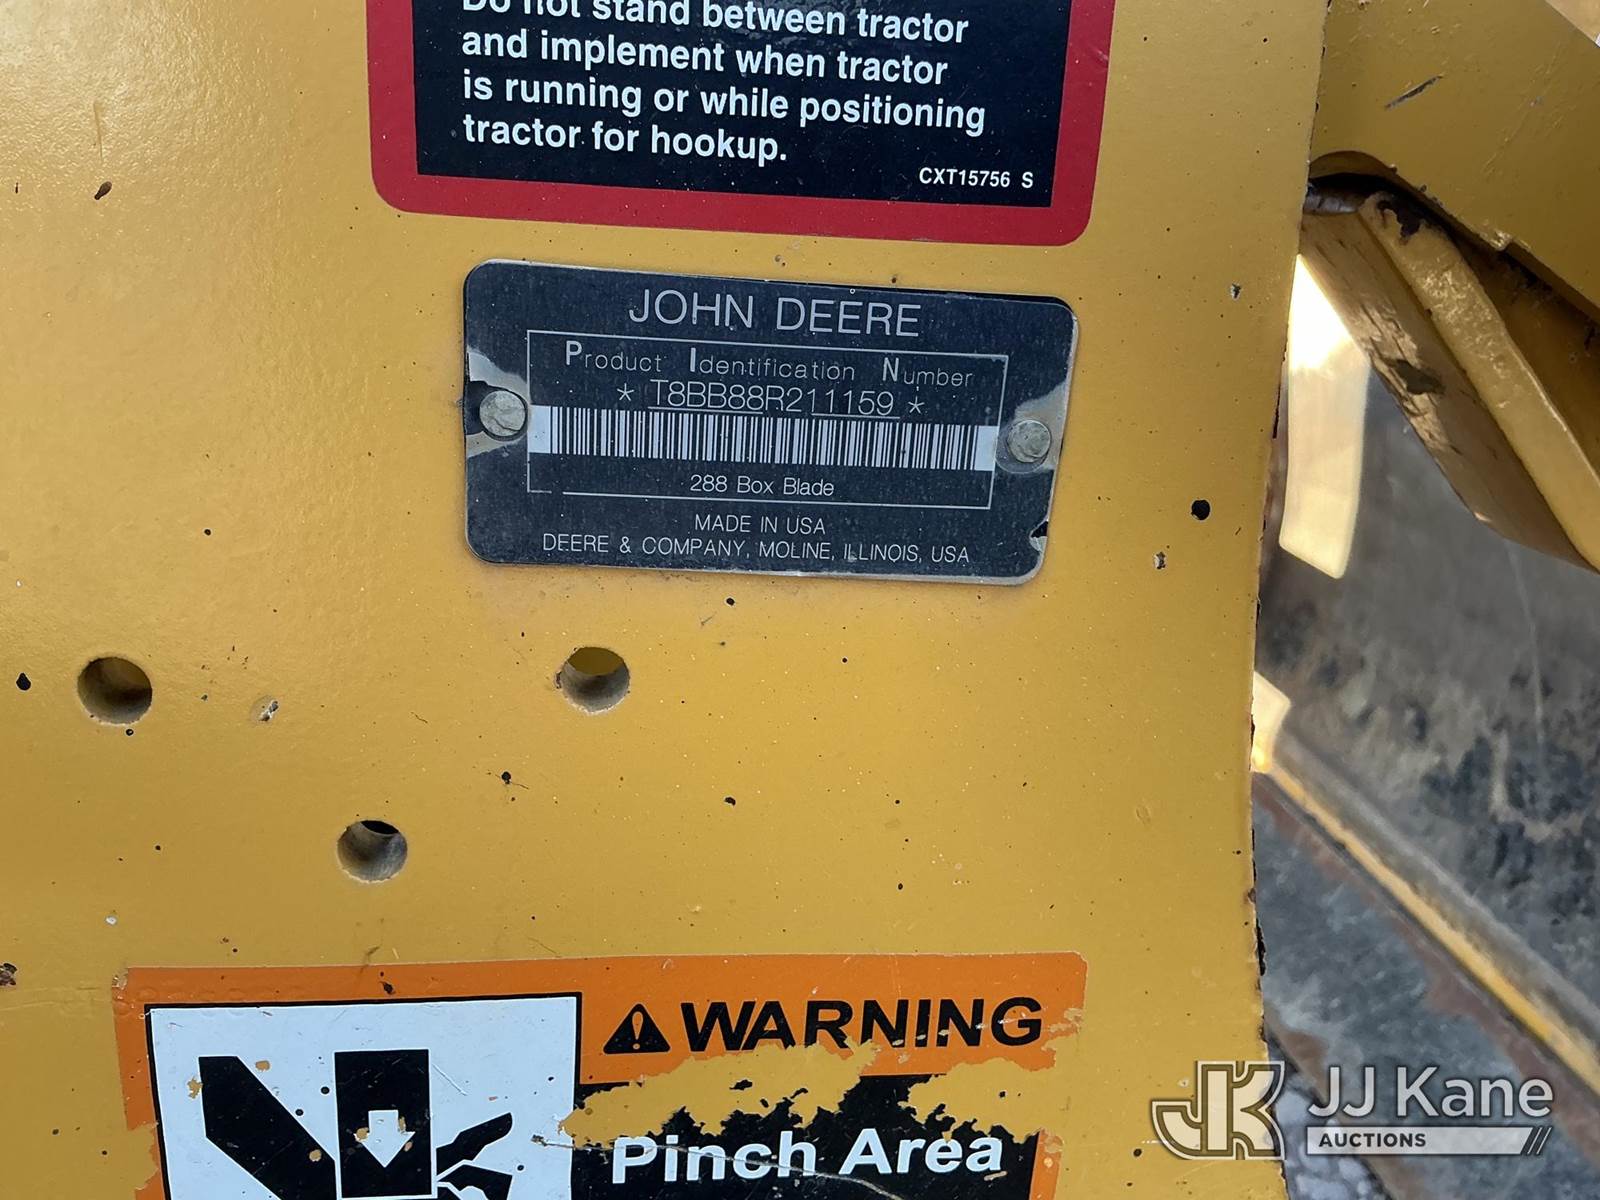 Do not stand between tractor
and implement when tractor
is running or while positioning
tractor for hookup.
CXT15756 S
JOHN DEERE
Product Identification Number
* T8BB88R211159 *
288 Box Blade
MADE IN USA
DEERE & COMPANY, MOLINE, ILLINOIS, USA
WARNING
Pinch Area
JK JJ Kane
AUCTIONS